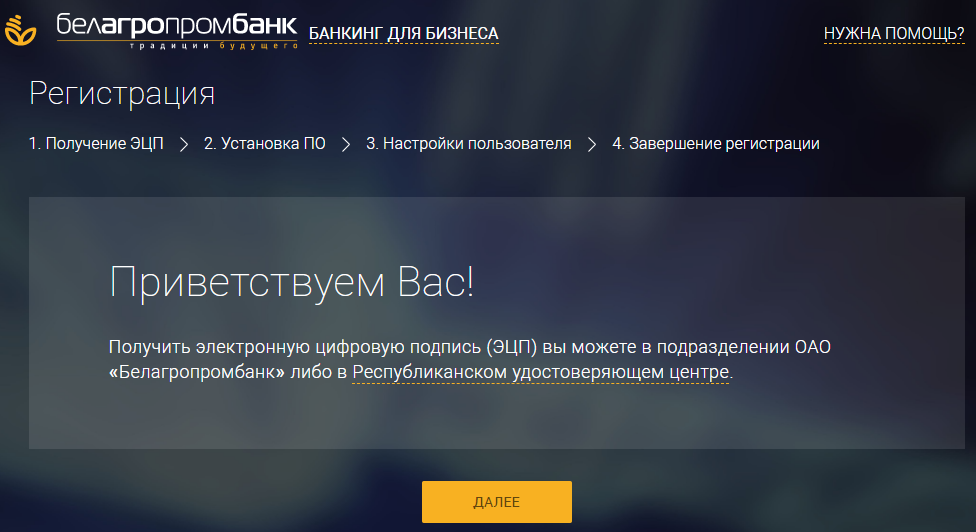 белАГРОпромБАНК
традиции будущего
БАНКИНГ ДЛЯ БИЗНЕСА
НУЖНА ПОМОЩЬ?
Регистрация
1. Получение ЭЦП
2. Установка ПО
3. Настройки пользователя
4. Завершение регистрации
Приветствуем Вас!
Получить электронную цифровую подпись (ЭЦП) вы можете в подразделении ОАО
«Белагропромбанк» либо в Республиканском удостоверяющем центре.
ДАЛЕЕ